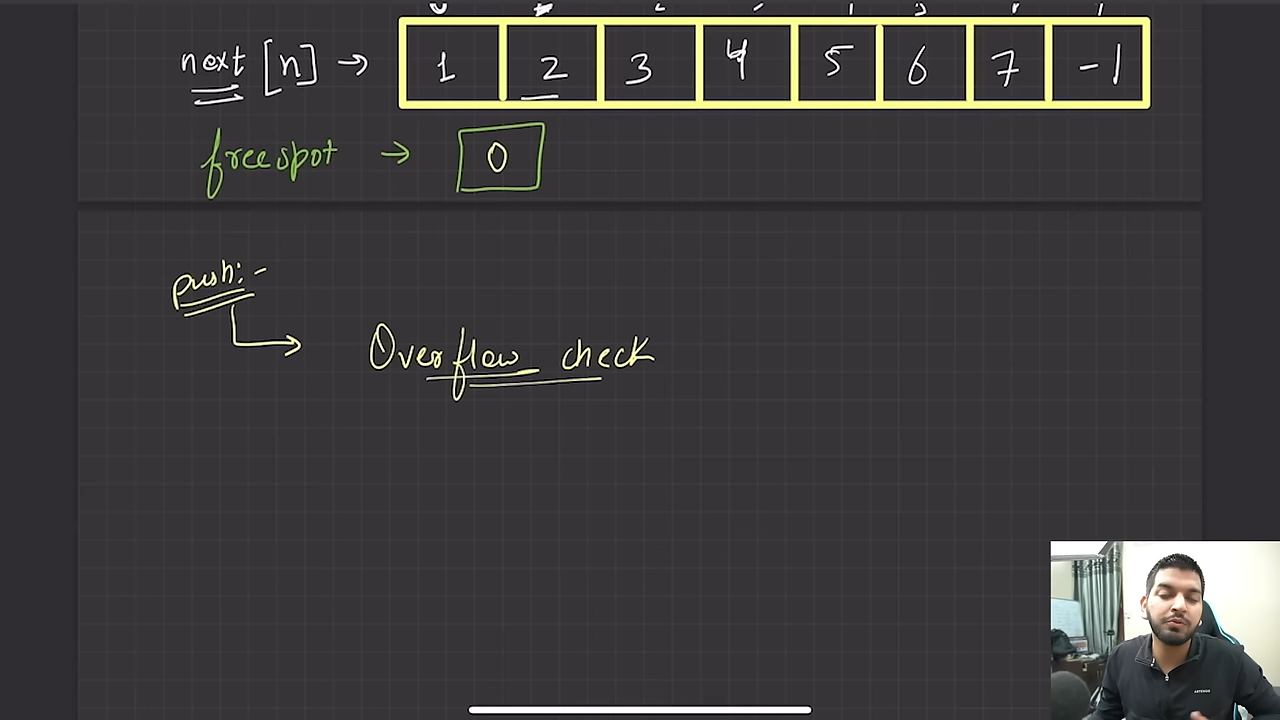 next [n] → 1 2 3 4 5 6 7 -1
freespot → 0
push:-
Overflow check